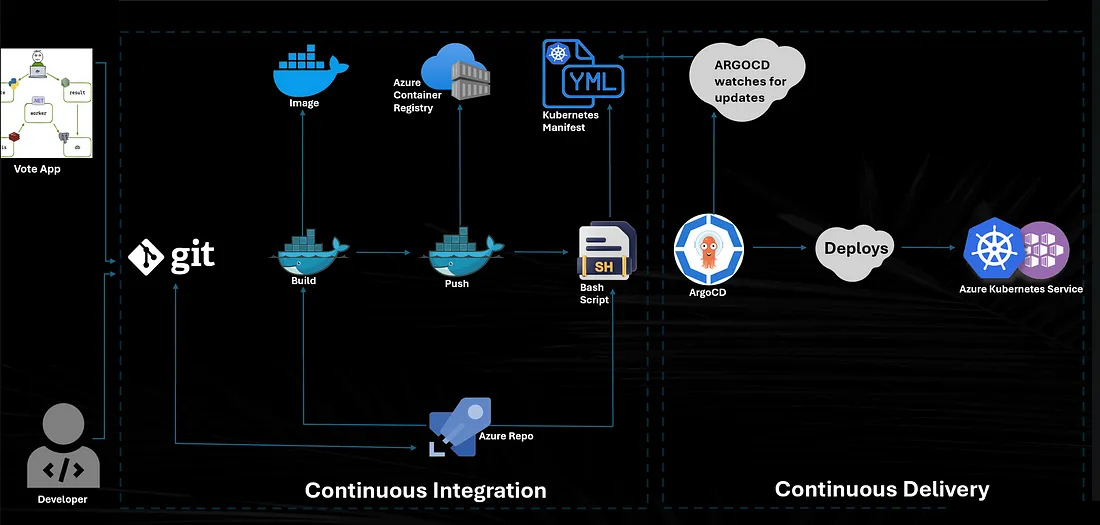 result
.NET
worker
is
db
Vote App
Image
Azure
Container
Registry
YML
Kubernetes
Manifest
ARGOCD
watches for
updates
git
Build
Push
SH
Bash
Script
ArgoCD
Deploys
Azure Kubernetes Service
Azure Repo
Developer
Continuous Integration
Continuous Delivery